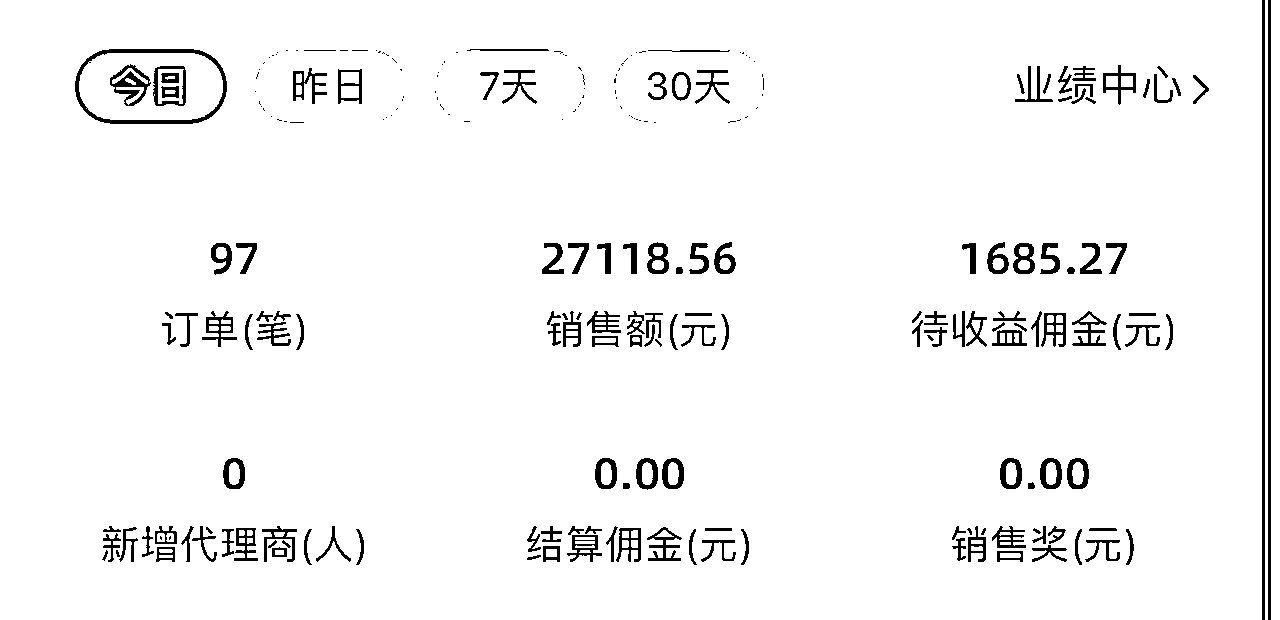 今日 昨日 7天 30天 业绩中心>
97 27118.56 1685.27
订单(笔) 销售额(元) 待收益佣金(元)
0 0.00 0.00
新增代理商(人) 结算佣金(元) 销售奖(元)